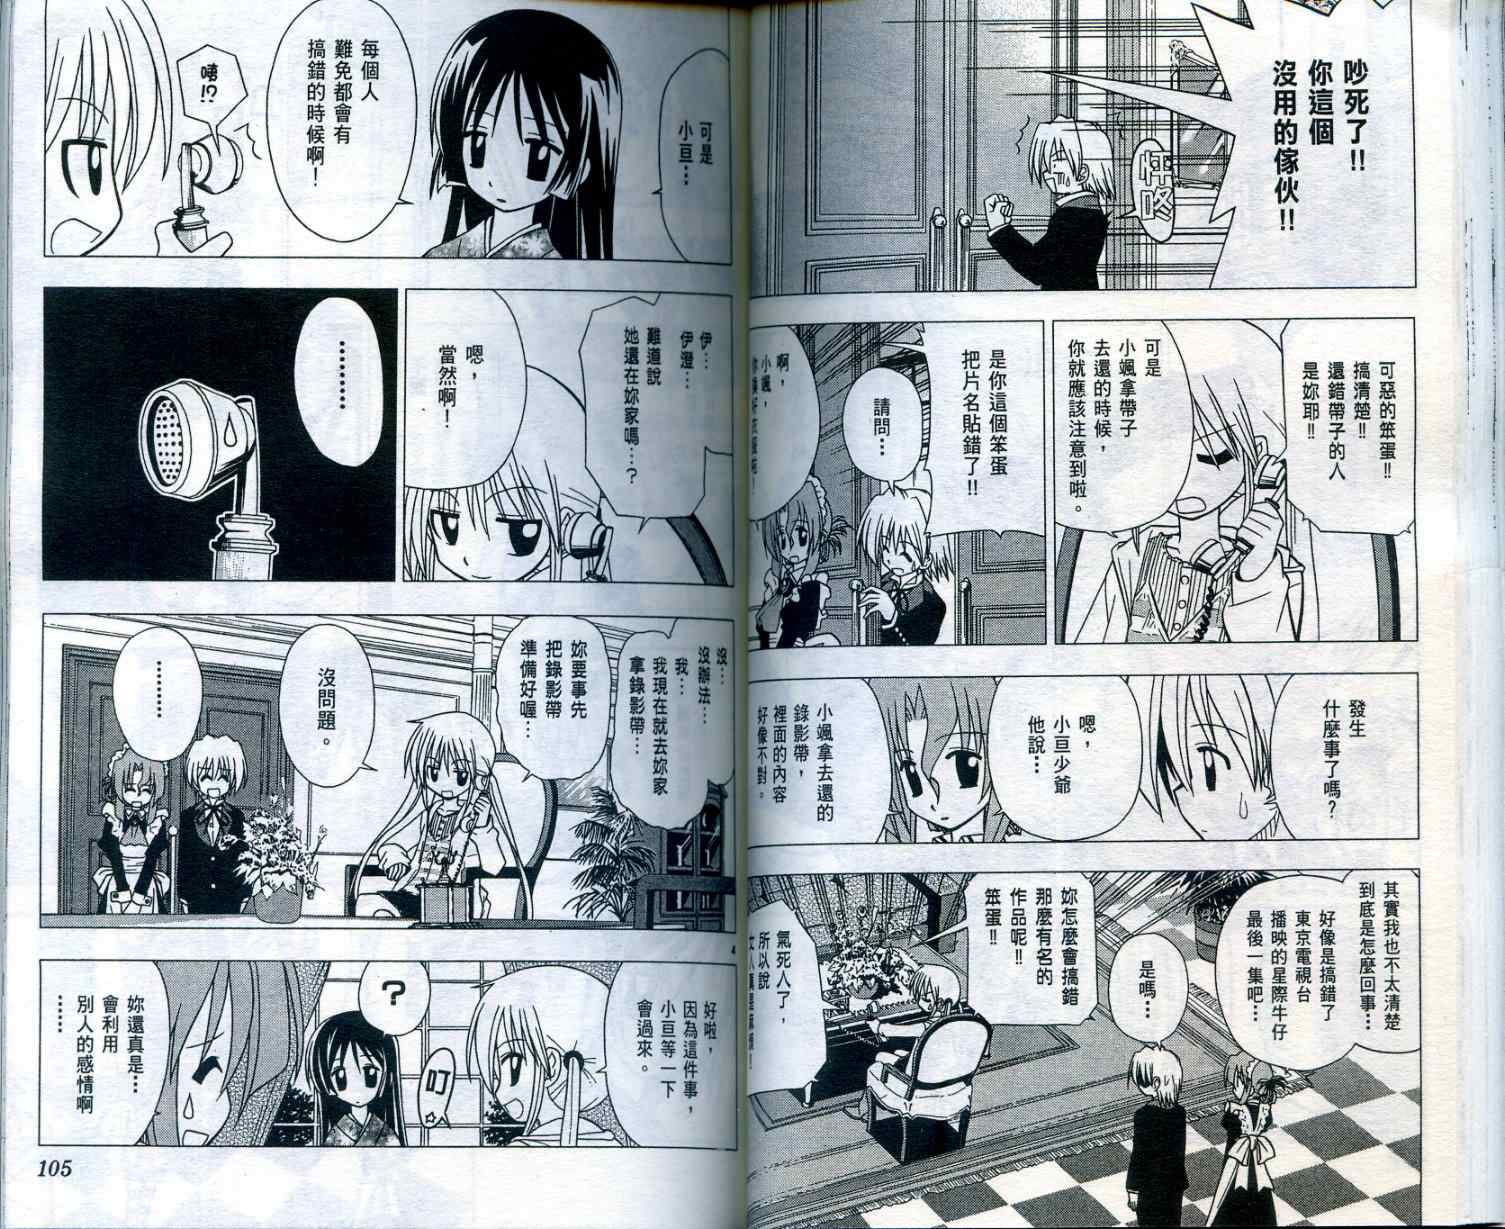 吵死了!!
你這個
沒用的傢伙!!
怦咚
可惡的笨蛋!!
搞清楚!!
還錯帶子的人
是妳耶!!
可是
小颯拿帶子
去還的時候，
你就應該注意到啦。
是你這個笨蛋
把片名貼錯了!!
請問…
啊，
小颯，
發生
什麼事了嗎?
嗯，
小亘少爺
他說…
小颯拿去還的
錄影帶，
裡面的內容
好像不對。
其實我也不太清楚
到底是怎麼回事…
好像是搞錯了
東京電視台
播映的星際牛仔
最後一集吧…
是嗎…
妳怎麼會搞錯
那麼有名的
作品呢!!
笨蛋!!
氣死人了，
所以說
可是
小亘…
每個人
難免都會有
搞錯的時候啊!
咦!?
伊…
伊澄…
難道說
她還在妳家嗎…?
嗯，
當然啊!
………
沒…
沒辦法…
我…
我現在就去妳家
拿錄影帶…
妳要事先
把錄影帶
準備好喔…
沒問題。
………
好啦，
因為這件事，
小亘等一下
會過來。
叮☆
?
妳還真是…
會利用
別人的感情啊
……
105